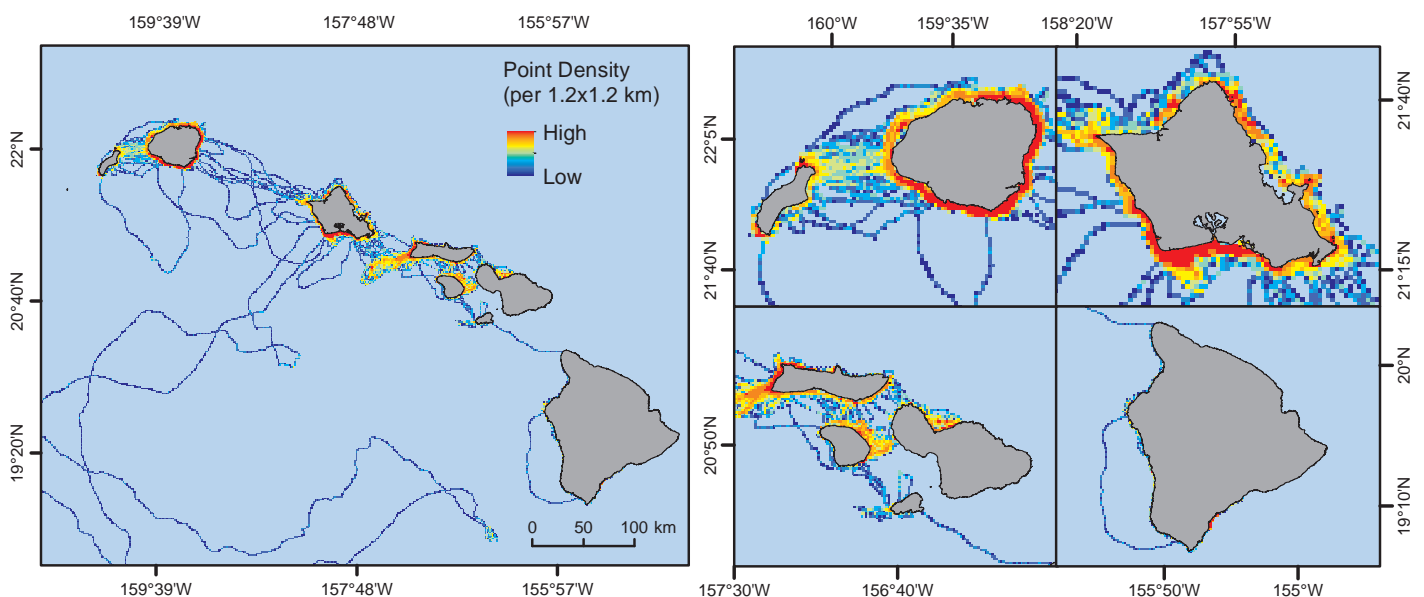 159°39'W 157°48'W 155°57'W
160°W 159°35'W 158°20'W 157°55'W
Point Density
(per 1.2x1.2 km)
High
Low
22°N
20°40'N
19°20'N
22°5'N
21°40'N
21°40'N
21°15'N
20°50'N
20°N
19°10'N
0 50 100 km
159°39'W 157°48'W 155°57'W
157°30'W 156°40'W 155°50'W 155°W